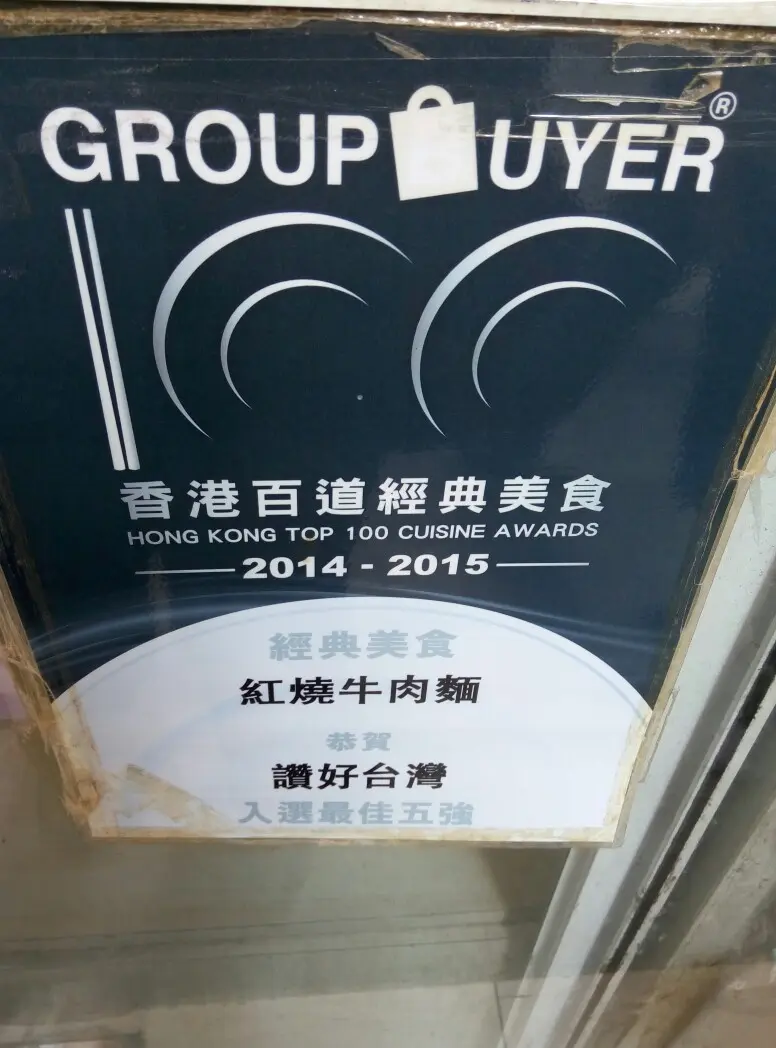 GROUP UYER®
100
香港百道經典美食
HONG KONG TOP 100 CUISINE AWARDS
2014 - 2015
經典美食
紅燒牛肉麵
恭賀
讚好台灣
入選最佳五強